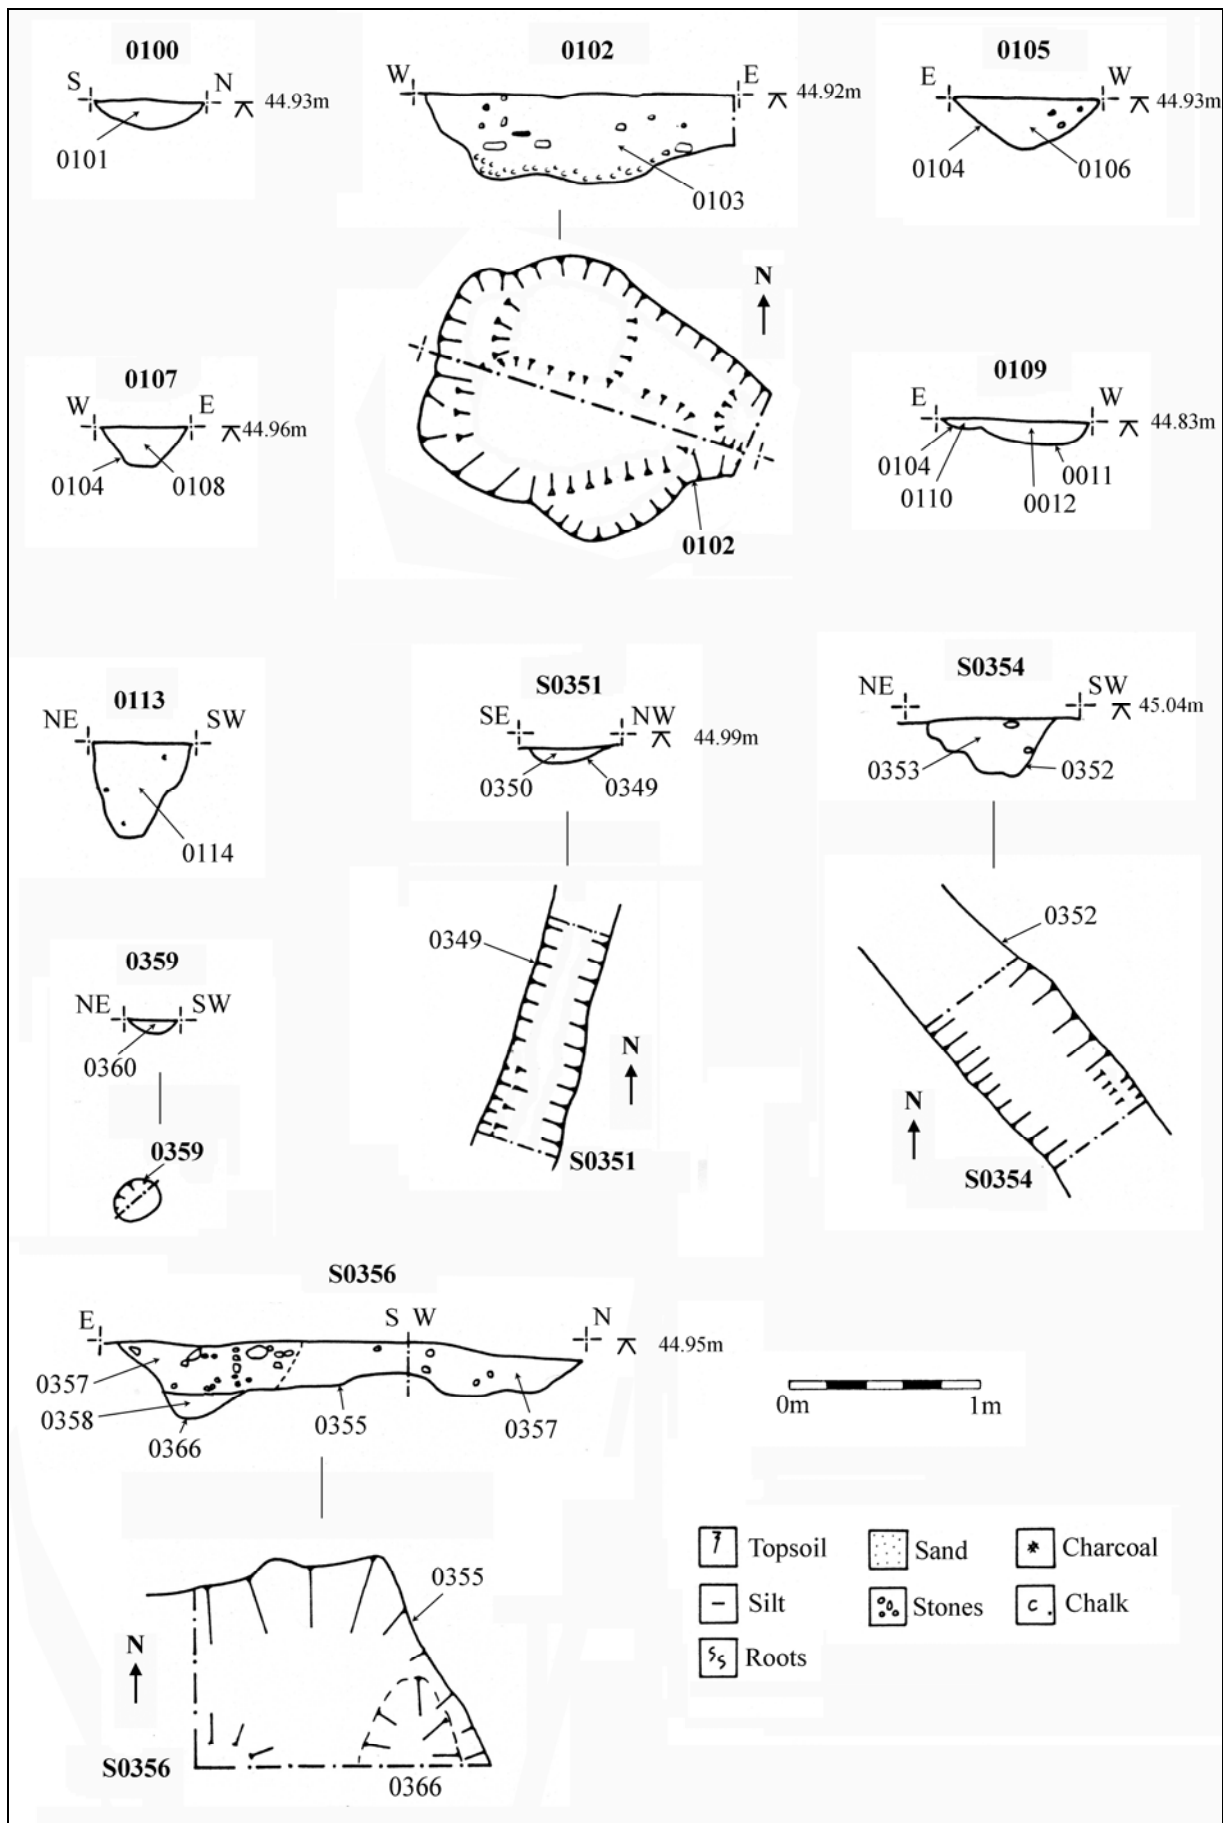 0100
S N 44.93m
0101
0102
W E 44.92m
0103
N
0102
0105
E W 44.93m
0104 0106
0107
W E 44.96m
0104 0108
0109
E W 44.83m
0104 0011
0110 0012
0113
NE SW
0114
S0351
SE NW 44.99m
0350 0349
0349
N
S0351
S0354
NE SW 45.04m
0353 0352
0352
N
S0354
0359
NE SW
0360
0359
S0356
E S W N 44.95m
0357
0358
0366
0355
0357
0355
N
S0356
0366
0m 1m
Topsoil Sand Charcoal
Silt Stones Chalk
Roots